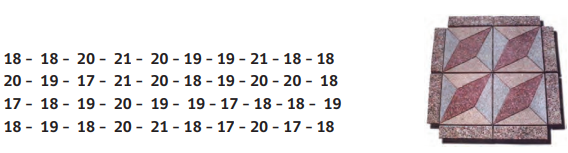 18 - 18 - 20 - 21 - 20 - 19 - 19 - 21 - 18 - 18
20 - 19 - 17 - 21 - 20 - 18 - 19 - 20 - 20 - 18
17 - 18 - 19 - 20 - 19 - 19 - 17 - 18 - 18 - 19
18 - 19 - 18 - 20 - 21 - 18 - 17 - 20 - 17 - 18